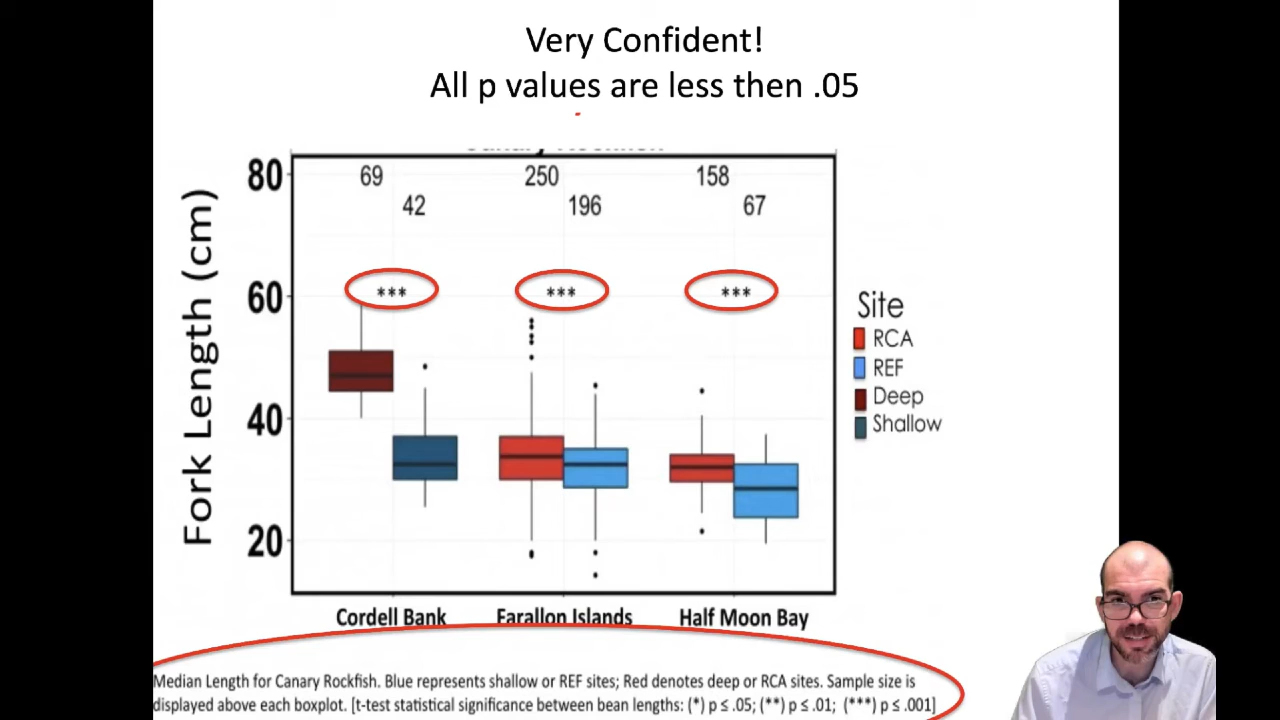 Very Confident!
All p values are less then .05
80
69
250
158
42
196
67
60
***
***
***
40
20
Fork Length (cm)
Site
RCA
REF
Deep
Shallow
Cordell Bank
Farallon Islands
Half Moon Bay
Median Length for Canary Rockfish. Blue represents shallow or REF sites; Red denotes deep or RCA sites. Sample size is
displayed above each boxplot. [t-test statistical significance between bean lengths: (*) p ≤ .05; (**) p ≤ .01; (***) p ≤ .001]